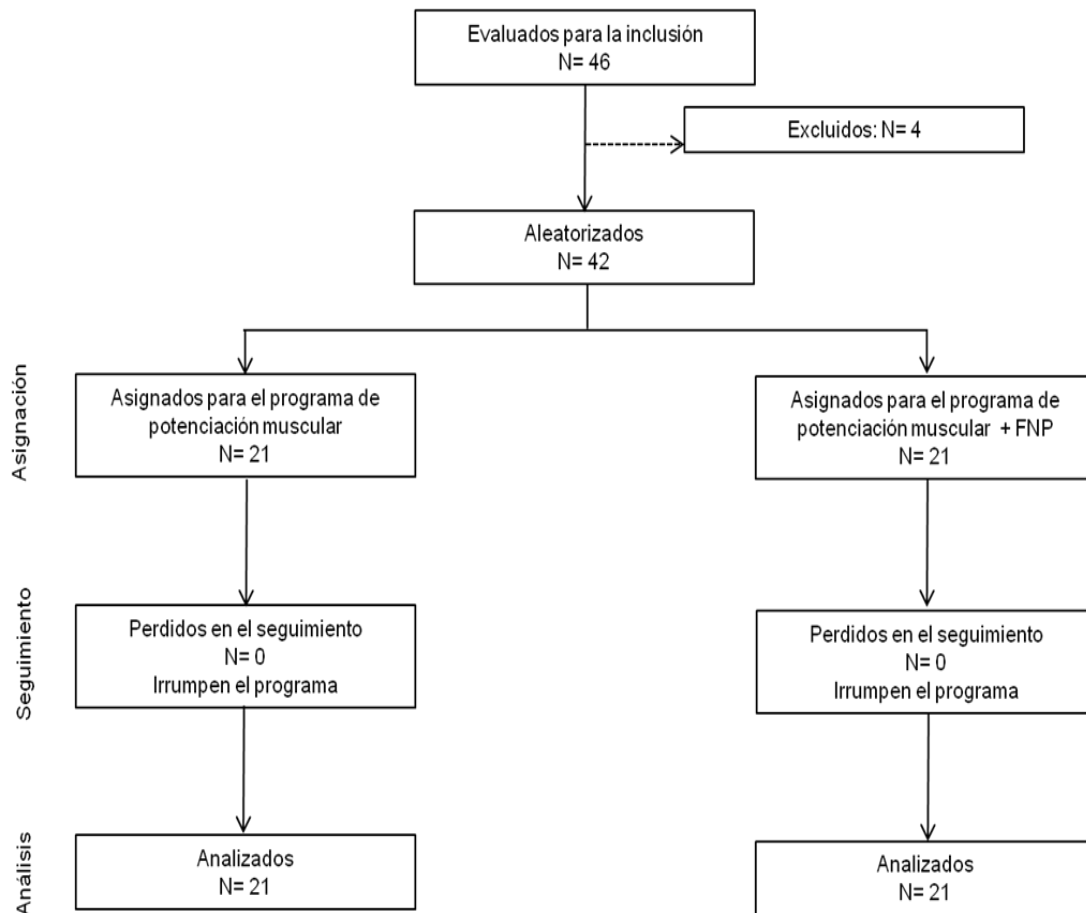 Evaluados para la inclusión
N= 46
Excluidos: N= 4
Aleatorizados
N= 42
Asignación
Asignados para el programa de
potenciación muscular
N= 21
Asignados para el programa de
potenciación muscular + FNP
N= 21
Seguimiento
Perdidos en el seguimiento
N= 0
Irrumpen el programa
Perdidos en el seguimiento
N= 0
Irrumpen el programa
Análisis
Analizados
N= 21
Analizados
N= 21